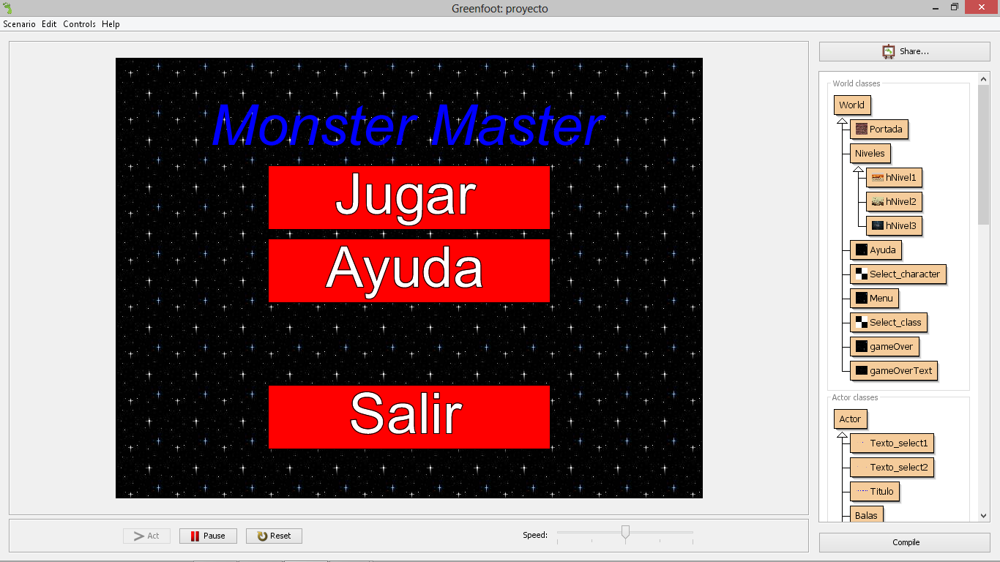 Greenfoot: proyecto
Scenario Edit Controls Help
Monster Master
Jugar
Ayuda
Salir
Act
Pause
Reset
Speed:
Share...
World classes
World
Portada
Niveles
hNivel1
hNivel2
hNivel3
Ayuda
Select_character
Menu
Select_class
gameOver
gameOverText
Actor classes
Actor
Texto_select1
Texto_select2
Titulo
Balas
Compile